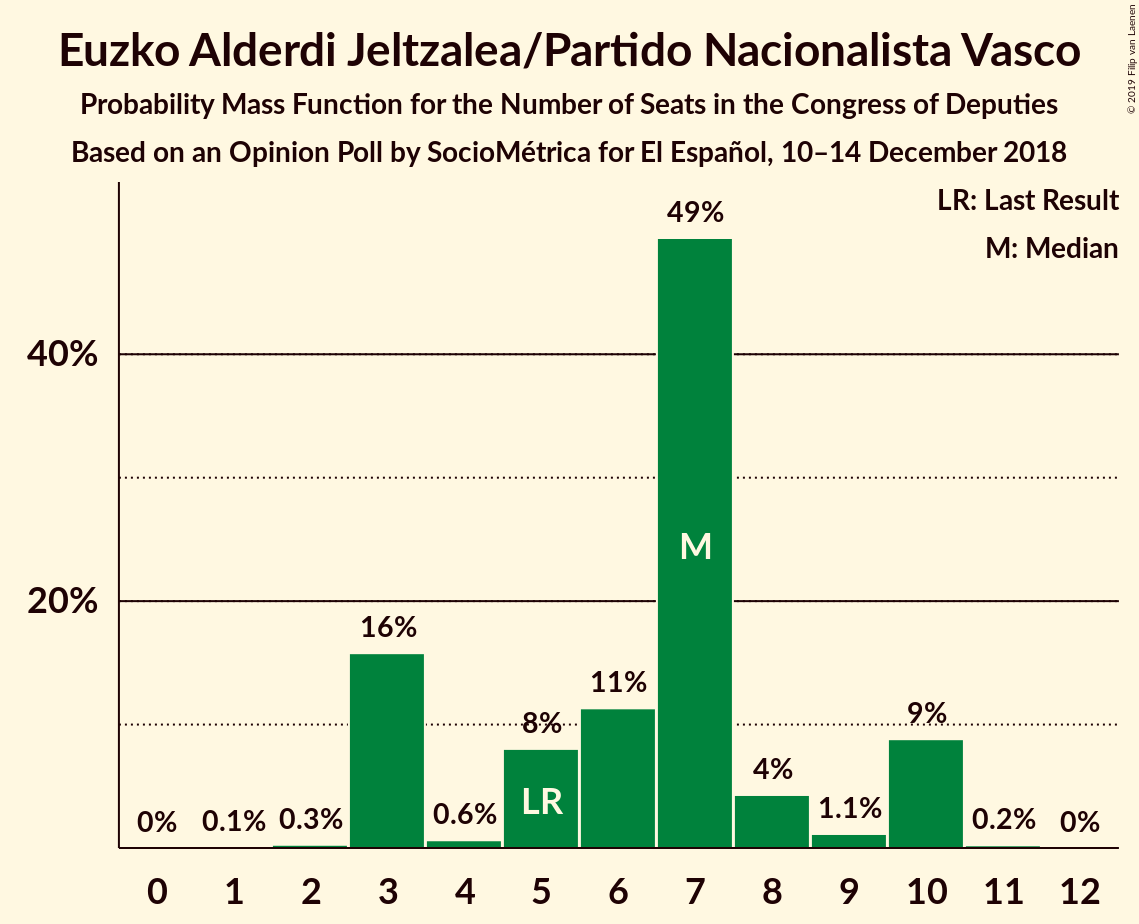 Euzko Alderdi Jeltzalea/Partido Nacionalista Vasco
Probability Mass Function for the Number of Seats in the Congress of Deputies
Based on an Opinion Poll by SocioMétrica for El Español, 10–14 December 2018
© 2019 Filip van Laenen
LR: Last Result
M: Median
49%
40%
M
20%
16%
11%
8%
9%
4%
LR
0% 0.1% 0.3% 0.6% 1.1% 0.2% 0%
0 1 2 3 4 5 6 7 8 9 10 11 12